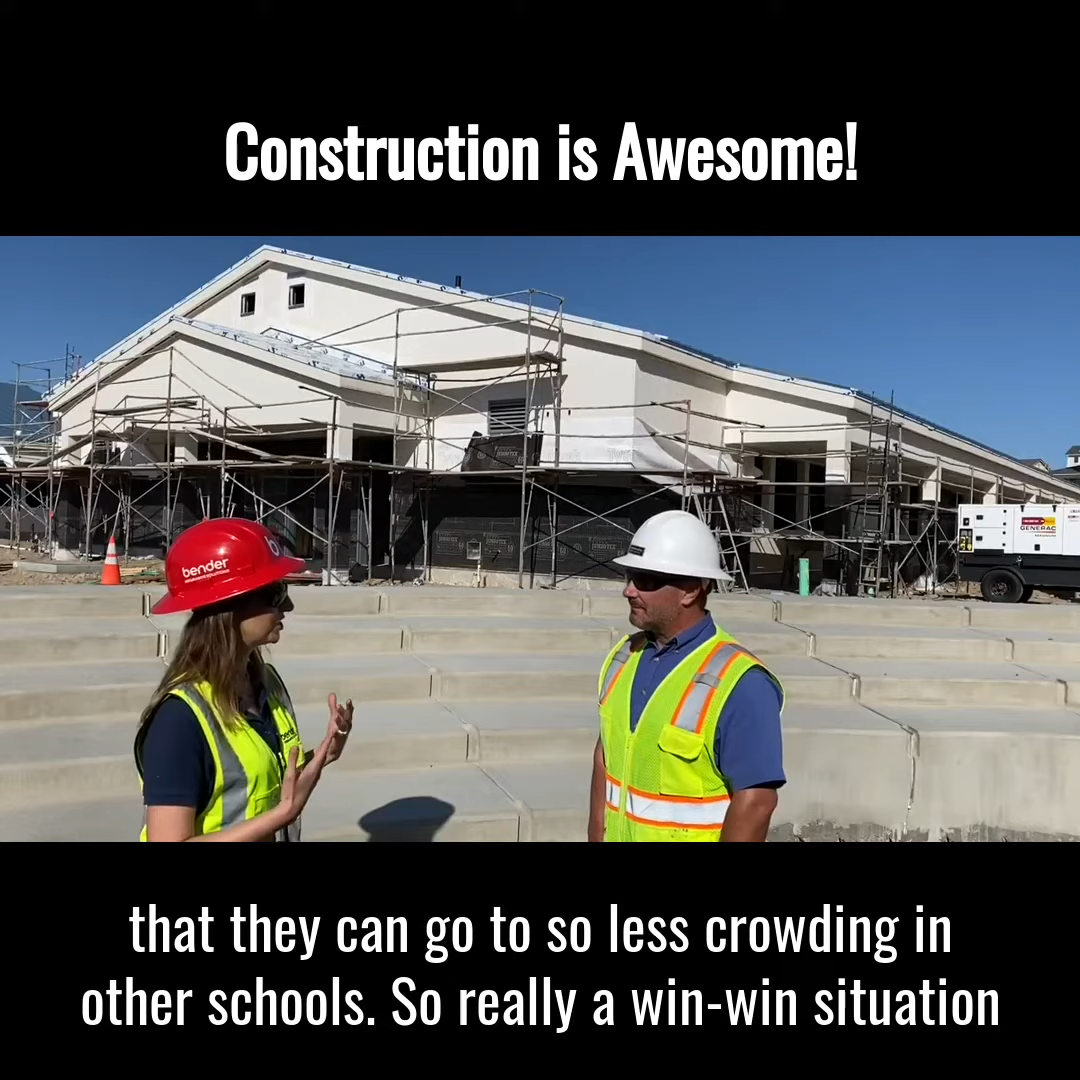 Construction is Awesome!
GENERAC
bender
that they can go to so less crowding in
other schools. So really a win-win situation